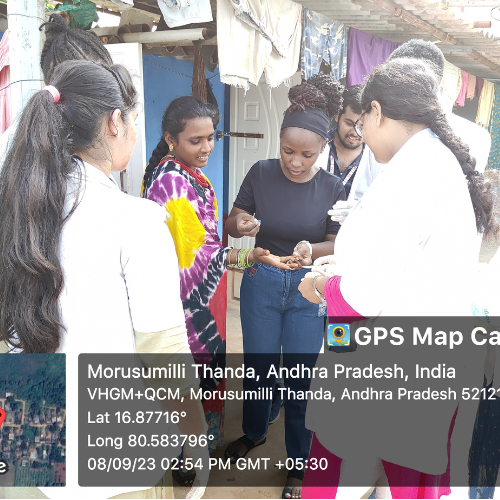 GPS Map Ca
Morusumilli Thanda, Andhra Pradesh, India
VHGM+QCM, Morusumilli Thanda, Andhra Pradesh 52121
Lat 16.87716°
Long 80.583796°
08/09/23 02:54 PM GMT +05:30